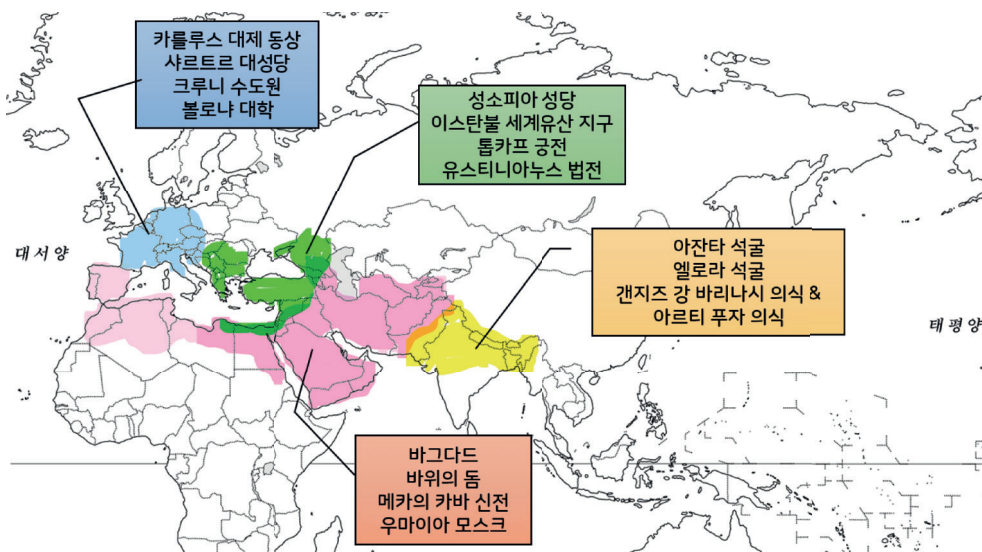 카를루스 대제 동상
샤르트르 대성당
크루니 수도원
볼로냐 대학
성소피아 성당
이스탄불 세계유산 지구
톱카프 궁전
유스티니아누스 법전
대서양
아잔타 석굴
엘로라 석굴
갠지즈 강 바리나시 의식 &
아르티 푸자 의식
태평양
바그다드
바위의 돔
메카의 카바 신전
우마이아 모스크